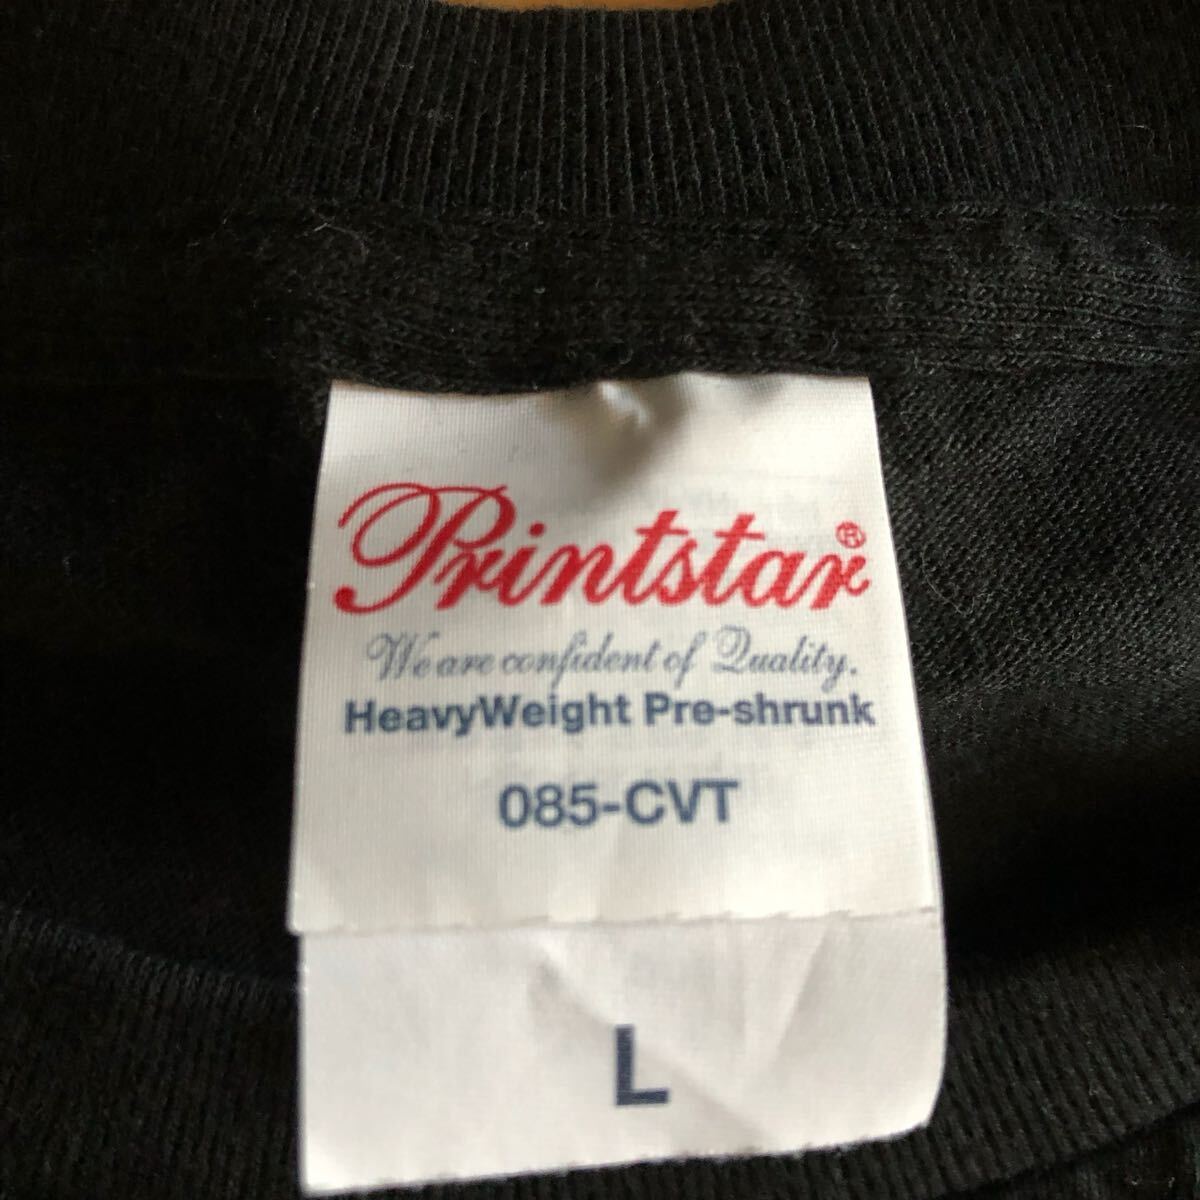 Printstar®
We are confident of Quality.
HeavyWeight Pre-shrunk
085-CVT
L